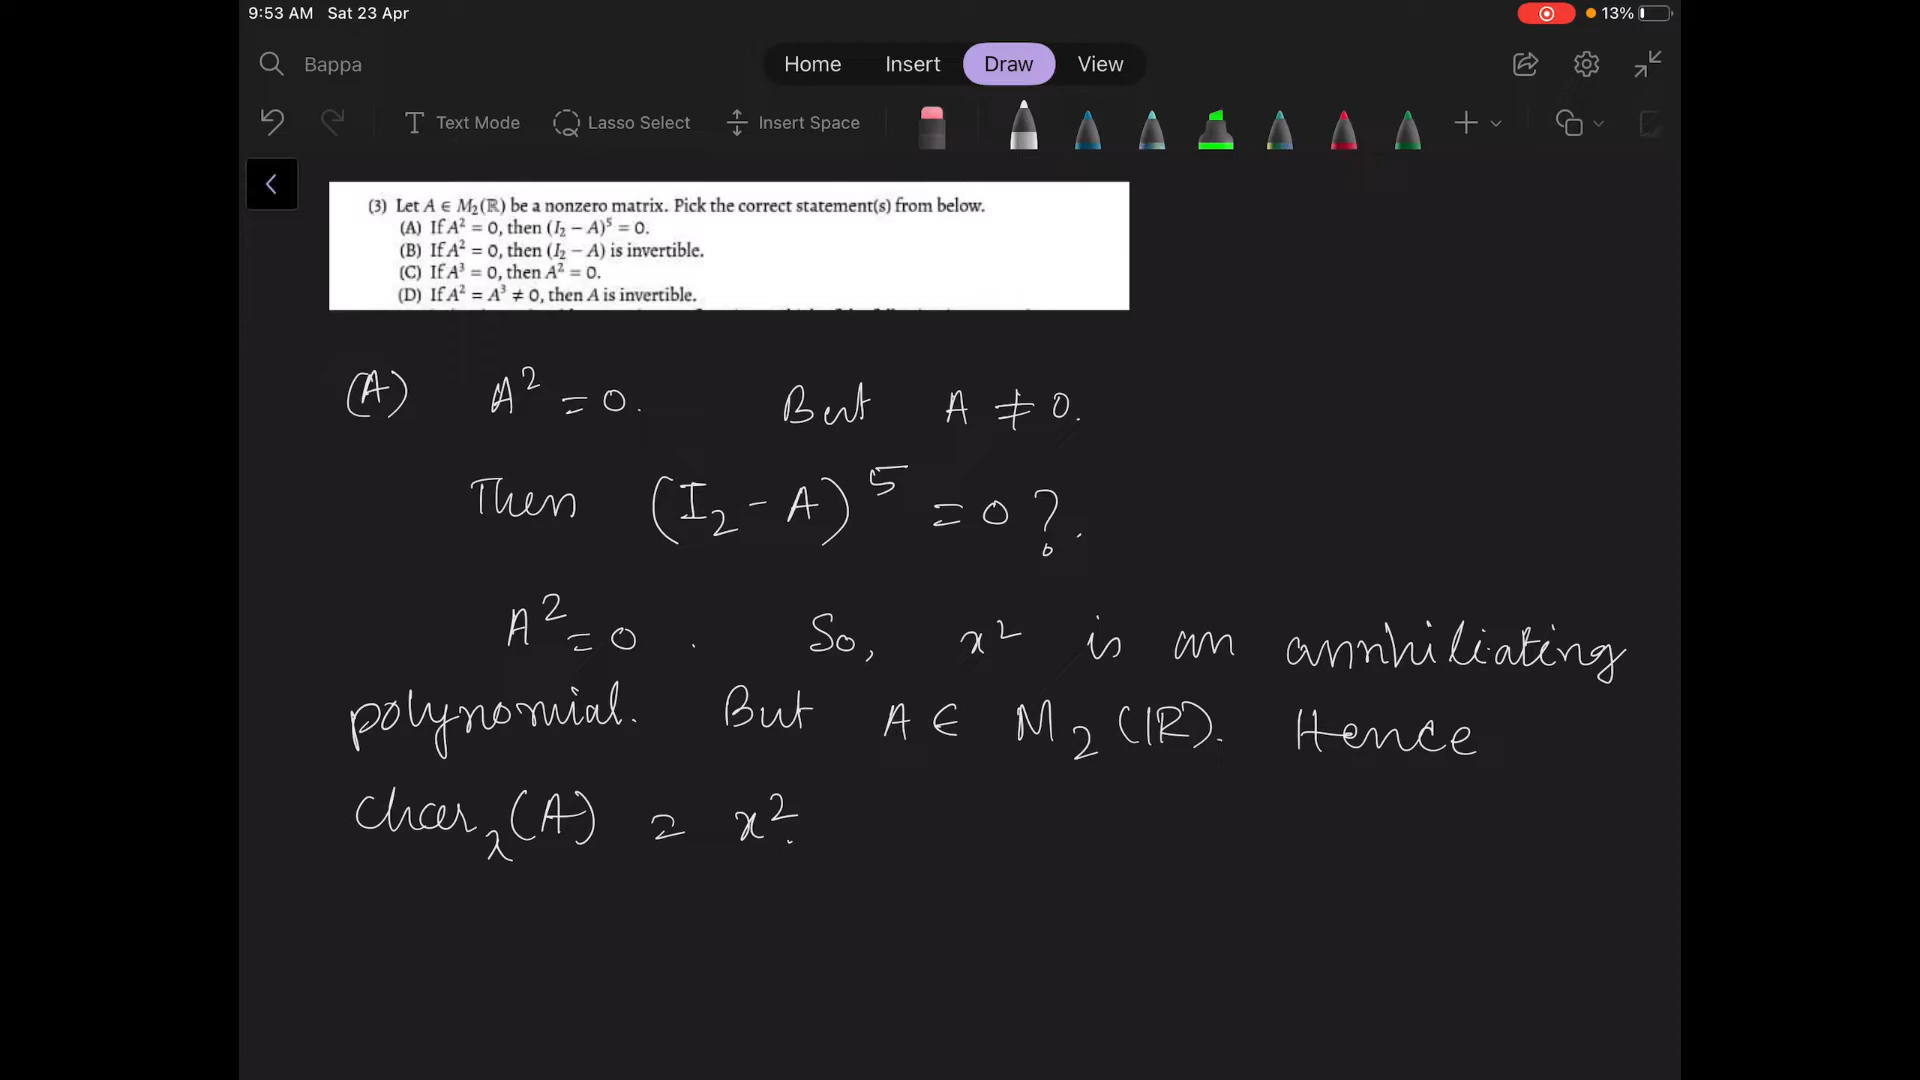 9:53 AM Sat 23 Apr
13%
Bappa
Home Insert Draw View
Text Mode Lasso Select Insert Space
(3) Let A ∈ M₂(ℝ) be a nonzero matrix. Pick the correct statement(s) from below.
(A) If A² = 0, then (I₂ − A)⁵ = 0.
(B) If A² = 0, then (I₂ − A) is invertible.
(C) If A³ = 0, then A² = 0.
(D) If A² = A³ ≠ 0, then A is invertible.
(A) A² = 0. But A ≠ 0.
Then (I₂ - A)⁵ = 0 ?.
A² = 0 . So, x² is an annhiliating
polynomial. But A ∈ M₂(ℝ). Hence
Char_x(A) = x².